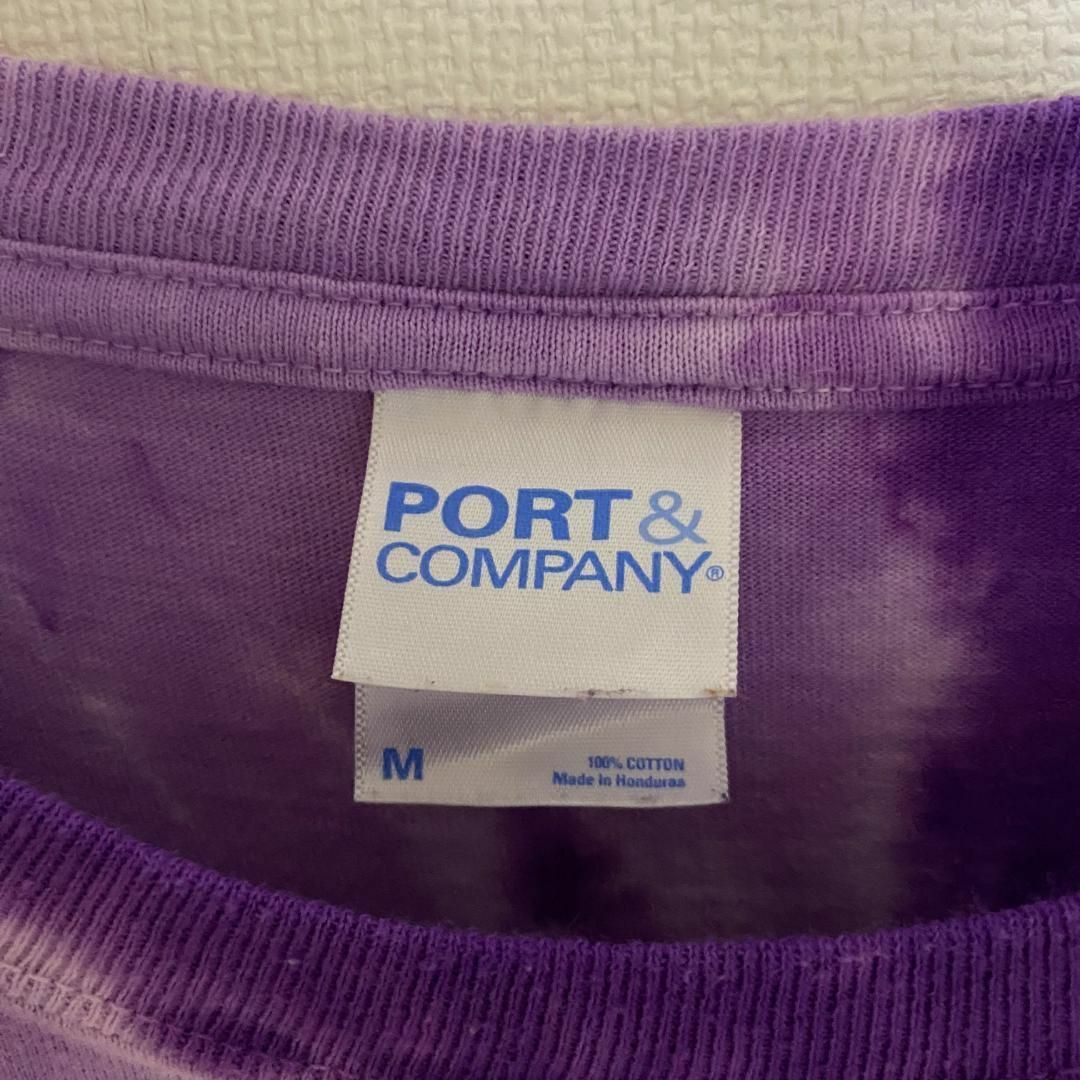 PORT &
COMPANY®
M
100% COTTON
Made in Honduras